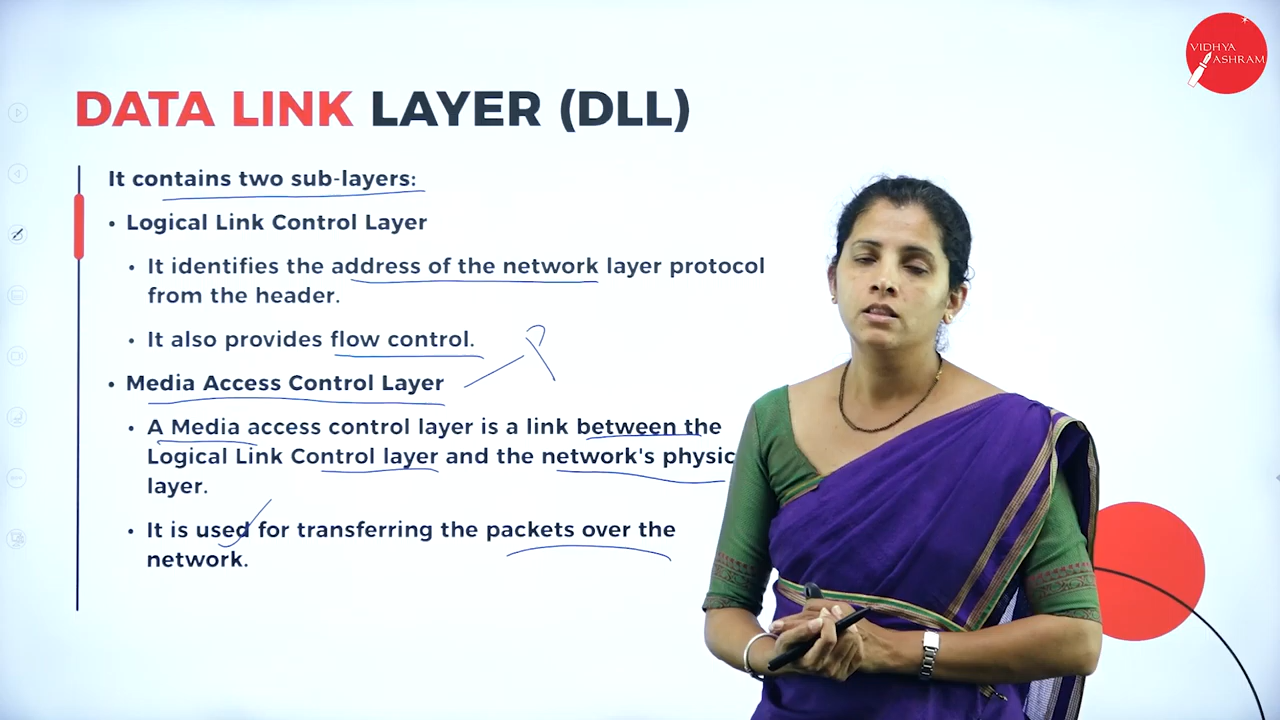 VIDHYA
ASHRAM
DATA LINK LAYER (DLL)
It contains two sub-layers:
• Logical Link Control Layer
• It identifies the address of the network layer protocol
from the header.
• It also provides flow control.
• Media Access Control Layer
• A Media access control layer is a link between the
Logical Link Control layer and the network's physic
layer.
• It is used for transferring the packets over the
network.